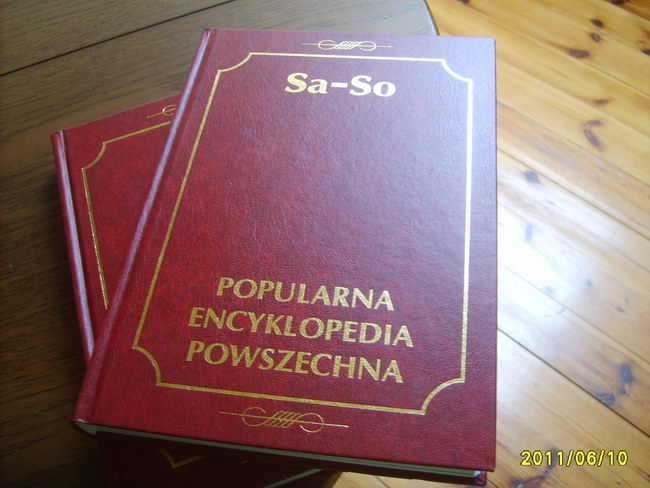 Sa-So
POPULARNA
ENCYKLOPEDIA
POWSZECHNA
2011/06/10